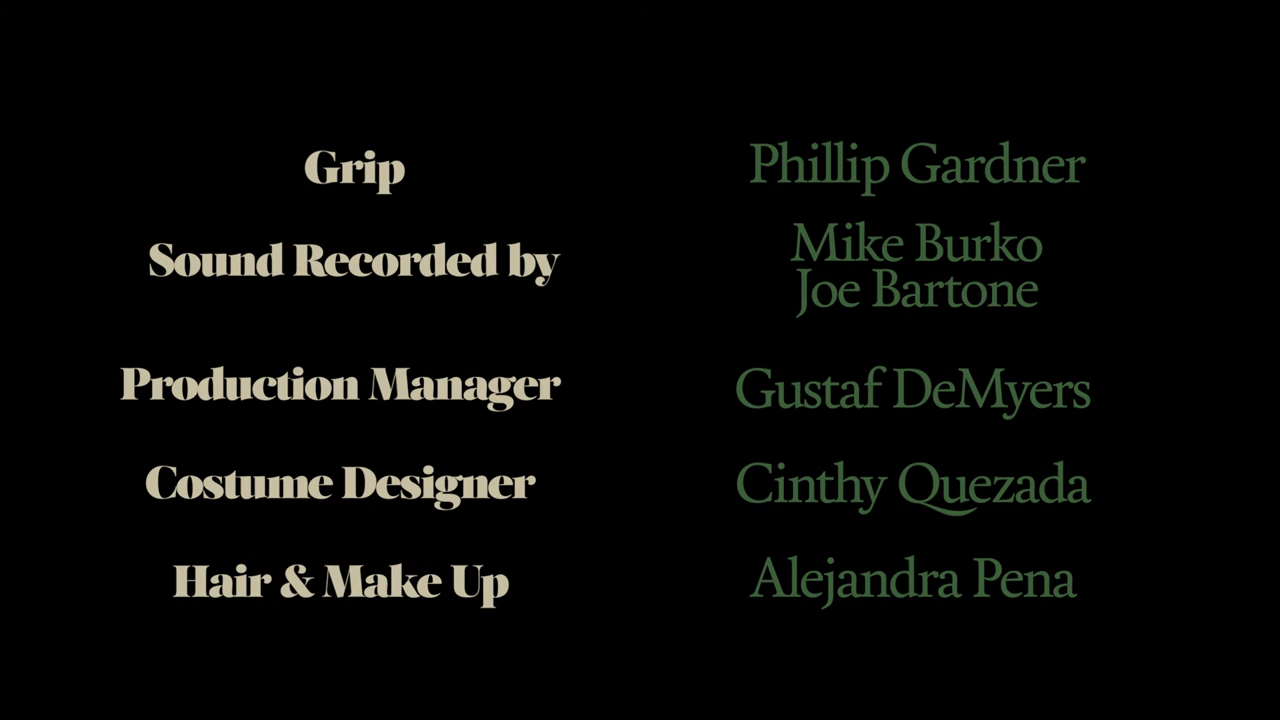 Grip Phillip Gardner
Sound Recorded by Mike Burko
Joe Bartone
Production Manager Gustaf DeMyers
Costume Designer Cinthy Quezada
Hair & Make Up Alejandra Pena